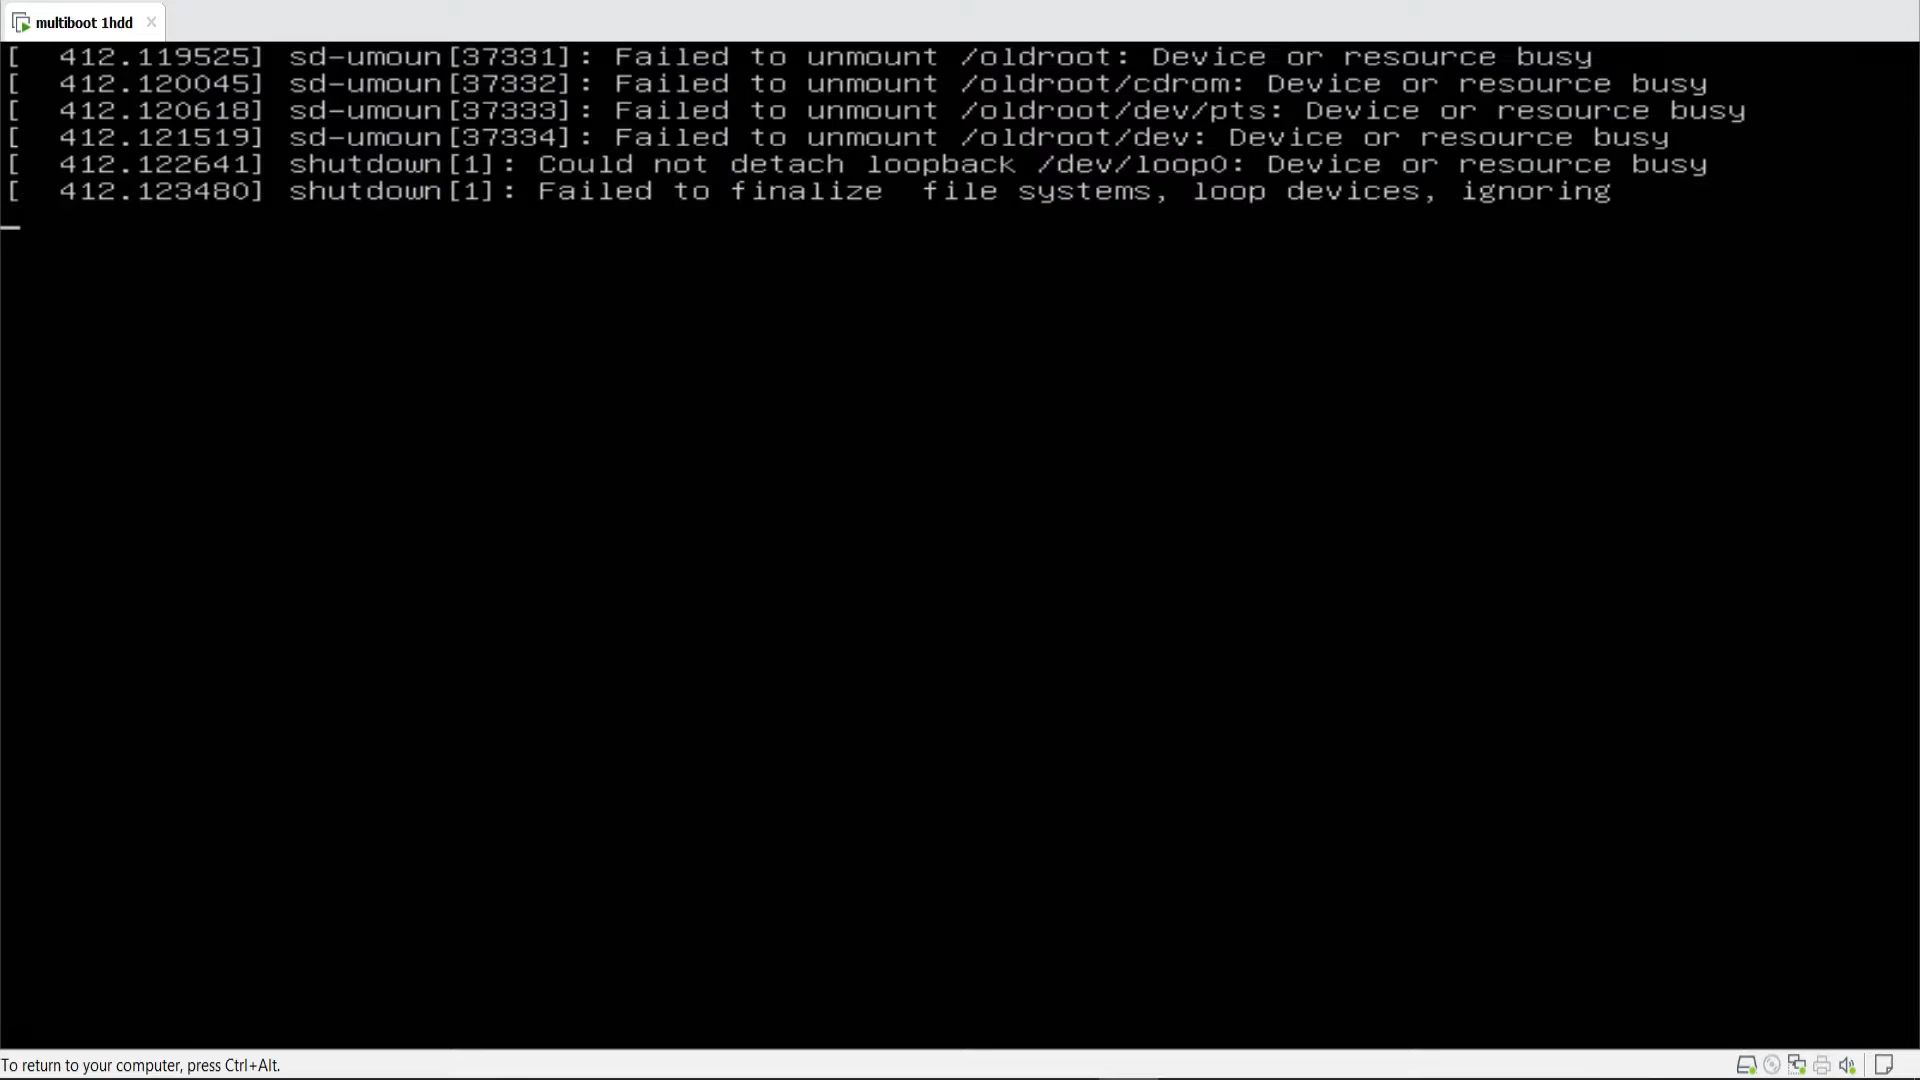 multiboot 1hdd
[  412.119525] sd-umoun[37331]: Failed to unmount /oldroot: Device or resource busy
[  412.120045] sd-umoun[37332]: Failed to unmount /oldroot/cdrom: Device or resource busy
[  412.120618] sd-umoun[37333]: Failed to unmount /oldroot/dev/pts: Device or resource busy
[  412.121519] sd-umoun[37334]: Failed to unmount /oldroot/dev: Device or resource busy
[  412.122641] shutdown[1]: Could not detach loopback /dev/loop0: Device or resource busy
[  412.123480] shutdown[1]: Failed to finalize  file systems, loop devices, ignoring
To return to your computer, press Ctrl+Alt.